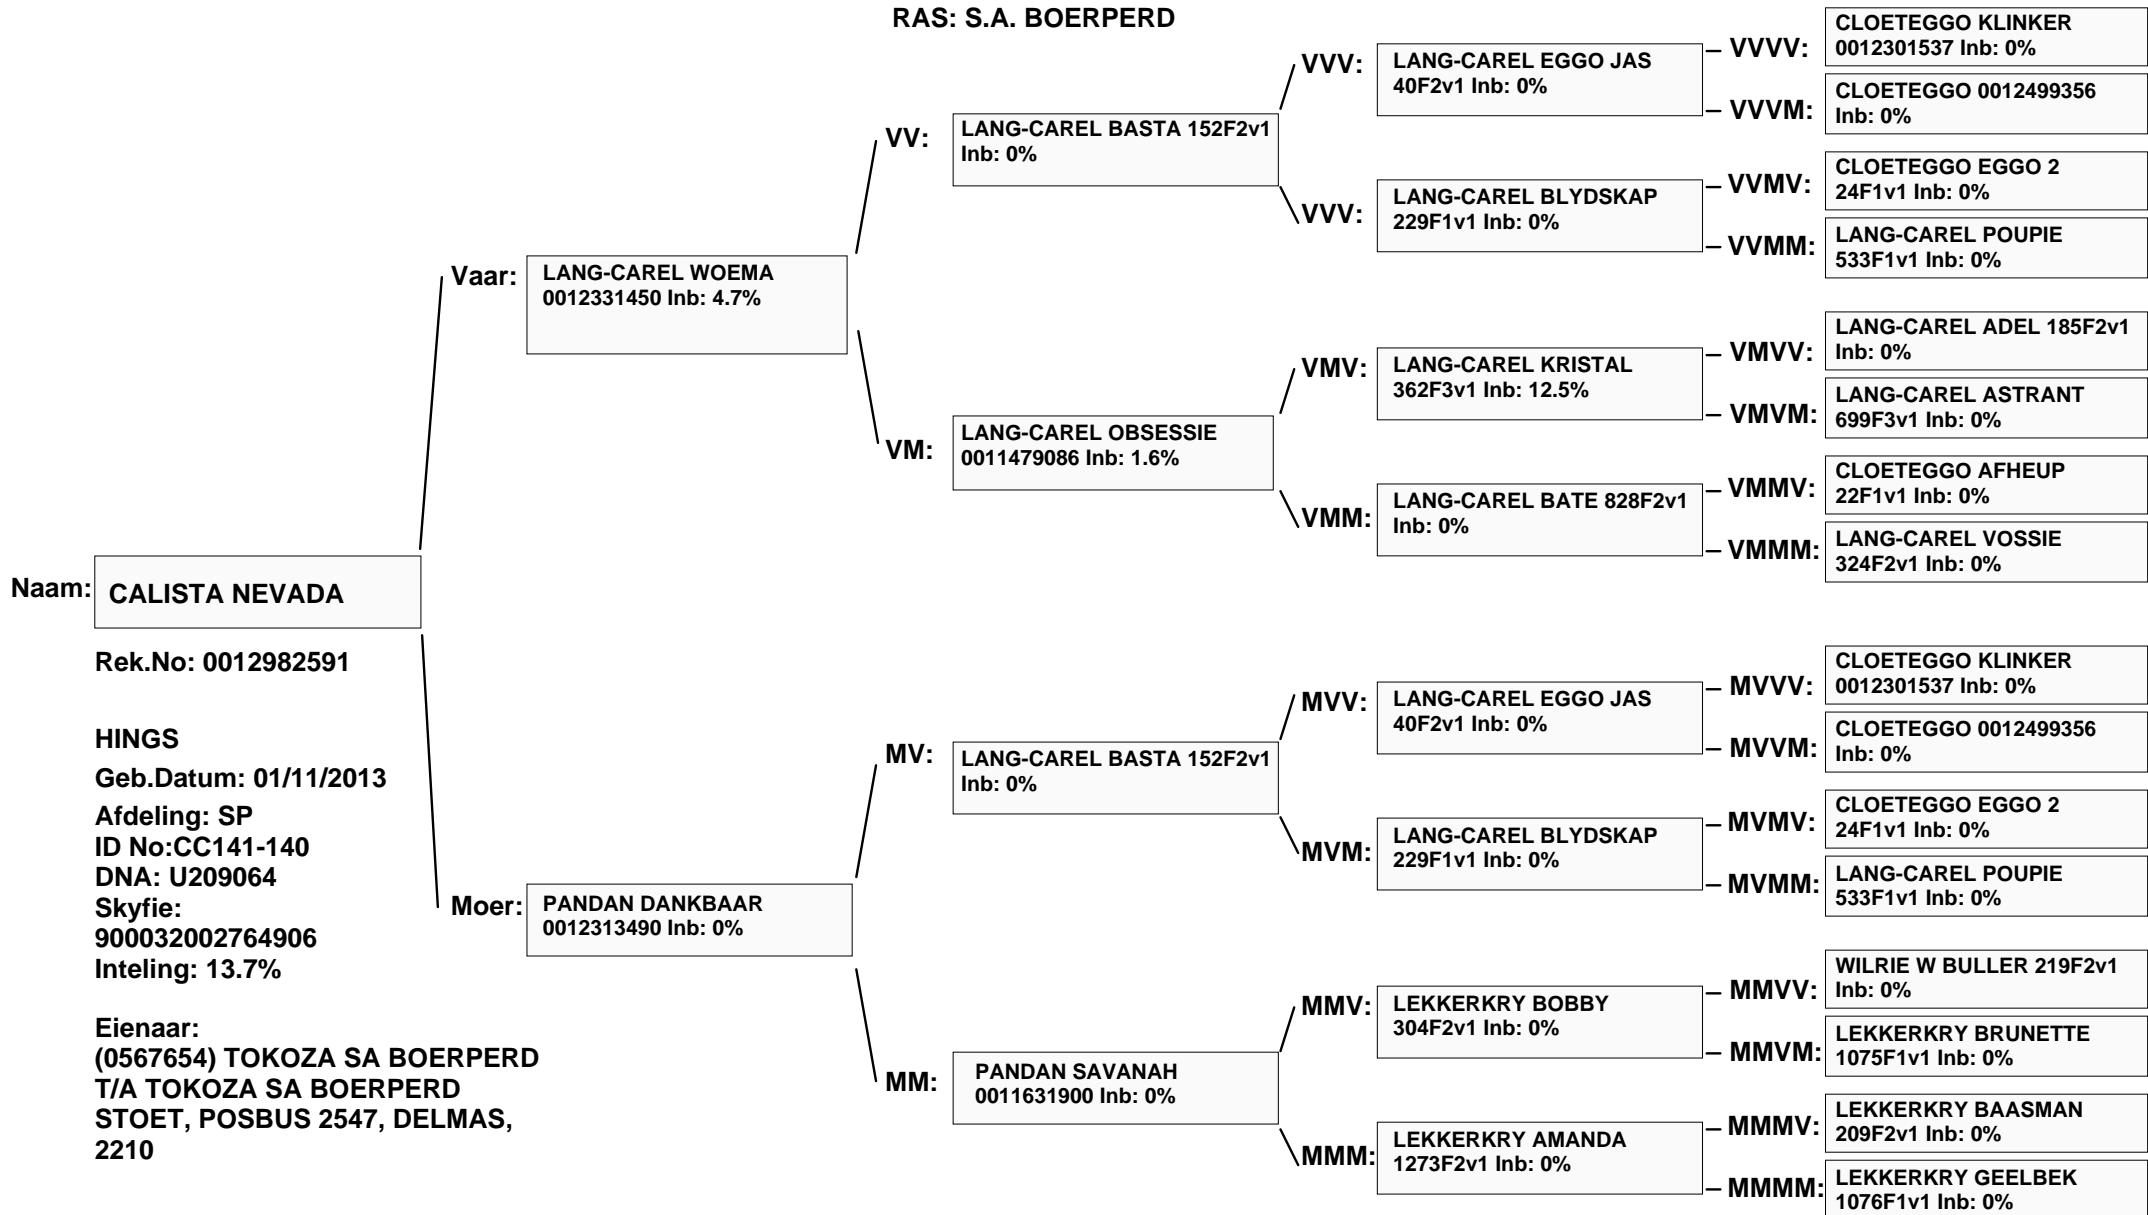 RAS: S.A. BOERPERD
Naam:
CALISTA NEVADA
Rek.No: 0012982591
HINGS
Geb.Datum: 01/11/2013
Afdeling: SP
ID No:CC141-140
DNA: U209064
Skyfie:
900032002764906
Inteling: 13.7%
Eienaar:
(0567654) TOKOZA SA BOERPERD
T/A TOKOZA SA BOERPERD
STOET, POSBUS 2547, DELMAS,
2210
Vaar:
LANG-CAREL WOEMA
0012331450 Inb: 4.7%
Moer:
PANDAN DANKBAAR
0012313490 Inb: 0%
VV:
LANG-CAREL BASTA 152F2v1
Inb: 0%
VM:
LANG-CAREL OBSESSIE
0011479086 Inb: 1.6%
MV:
LANG-CAREL BASTA 152F2v1
Inb: 0%
MM:
PANDAN SAVANAH
0011631900 Inb: 0%
VVV:
LANG-CAREL EGGO JAS
40F2v1 Inb: 0%
VVV:
LANG-CAREL BLYDSKAP
229F1v1 Inb: 0%
VMV:
LANG-CAREL KRISTAL
362F3v1 Inb: 12.5%
VMM:
LANG-CAREL BATE 828F2v1
Inb: 0%
MVV:
LANG-CAREL EGGO JAS
40F2v1 Inb: 0%
MVM:
LANG-CAREL BLYDSKAP
229F1v1 Inb: 0%
MMV:
LEKKERKRY BOBBY
304F2v1 Inb: 0%
MMM:
LEKKERKRY AMANDA
1273F2v1 Inb: 0%
VVVV:
CLOETEGGO KLINKER
0012301537 Inb: 0%
VVVM:
CLOETEGGO 0012499356
Inb: 0%
VVMV:
CLOETEGGO EGGO 2
24F1v1 Inb: 0%
VVMM:
LANG-CAREL POUPIE
533F1v1 Inb: 0%
VMVV:
LANG-CAREL ADEL 185F2v1
Inb: 0%
VMVM:
LANG-CAREL ASTRANT
699F3v1 Inb: 0%
VMMV:
CLOETEGGO AFHEUP
22F1v1 Inb: 0%
VMMM:
LANG-CAREL VOSSIE
324F2v1 Inb: 0%
MVVV:
CLOETEGGO KLINKER
0012301537 Inb: 0%
MVVM:
CLOETEGGO 0012499356
Inb: 0%
MVMV:
CLOETEGGO EGGO 2
24F1v1 Inb: 0%
MVMM:
LANG-CAREL POUPIE
533F1v1 Inb: 0%
MMVV:
WILRIE W BULLER 219F2v1
Inb: 0%
MMVM:
LEKKERKRY BRUNETTE
1075F1v1 Inb: 0%
MMMV:
LEKKERKRY BAASMAN
209F2v1 Inb: 0%
MMMM:
LEKKERKRY GEELBEK
1076F1v1 Inb: 0%